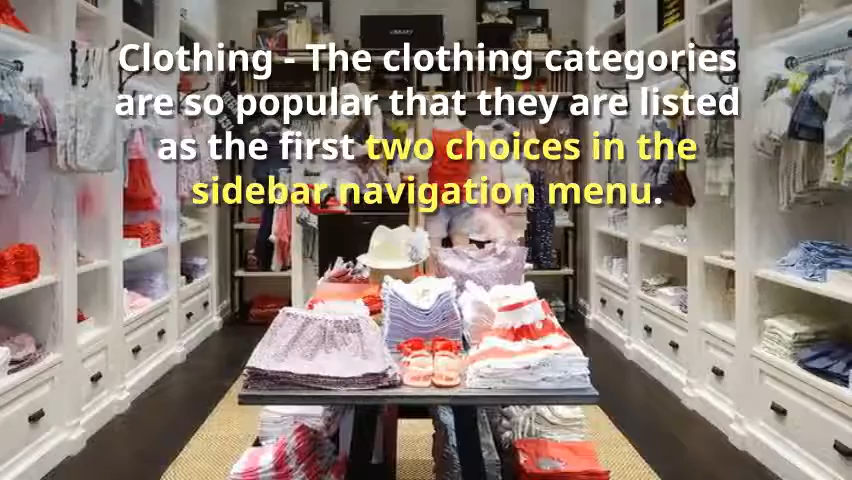 Clothing - The clothing categories
are so popular that they are listed
as the first two choices in the
sidebar navigation menu.